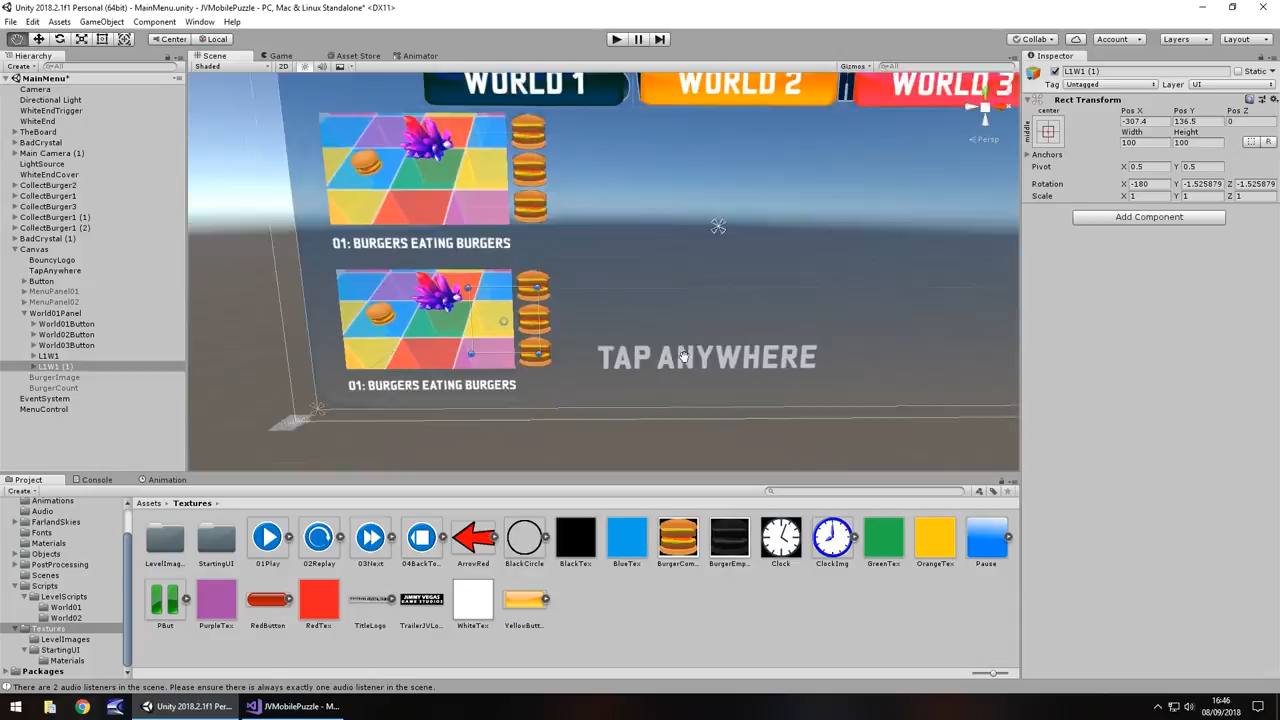 Unity 2018.2.1f1 Personal (64bit) - MainMenu.unity - JVMobilePuzzle - PC, Mac & Linux Standalone* <DX11>
File Edit Assets GameObject Component Window Help
Center Local Collab Account Layers Layout
Hierarchy Scene Game Asset Store Animator Inspector
Create All Shaded 2D Gizmos All
MainMenu*
Camera
Directional Light
WhiteEndTrigger
WhiteEnd
TheBoard
BadCrystal
Main Camera (1)
LightSource
WhiteEndCover
CollectBurger2
CollectBurger1
CollectBurger3
CollectBurger1 (1)
CollectBurger1 (2)
BadCrystal (1)
Canvas
BouncyLogo
TapAnywhere
Button
MenuPanel01
MenuPanel02
World01Panel
World01Button
World02Button
World03Button
L1W1
L1W1 (1)
BurgerImage
BurgerCount
EventSystem
MenuControl
WORLD 1 WORLD 2 WORLD 3
Persp
01: BURGERS EATING BURGERS
TAP ANYWHERE
01: BURGERS EATING BURGERS
L1W1 (1) Static
Tag Untagged Layer UI
Rect Transform
center Pos X Pos Y Pos Z
middle -307.4 136.5 0
Width Height
100 100 R
Anchors
Pivot X 0.5 Y 0.5
Rotation X -180 Y -1.525879 Z -1.525879
Scale X 1 Y 1 Z 1
Add Component
Project Console Animation
Create
Assets Textures
Animations
Audio
FarlandSkies
Fonts
Materials
Objects
PostProcessing
Scenes
Scripts
LevelScripts
World01
World02
Textures
LevelImages
StartingUI
Materials
Packages
LevelImag... StartingUI 01Play 02Replay 03Next 04BackTo... ArrowRed BlackCircle BlackTex BlueTex BurgerCom... BurgerEmp... Clock ClockImg GreenTex OrangeTex Pause
PBut PurpleTex RedButton RedTex TitleLogo TrailerJVLo... WhiteTex YellowButt...
JIMMY VEGAS
There are 2 audio listeners in the scene. Please ensure there is always exactly one audio listener in the scene.
Unity 2018.2.1f1 Per... JVMobilePuzzle - M...
16:46
08/09/2018